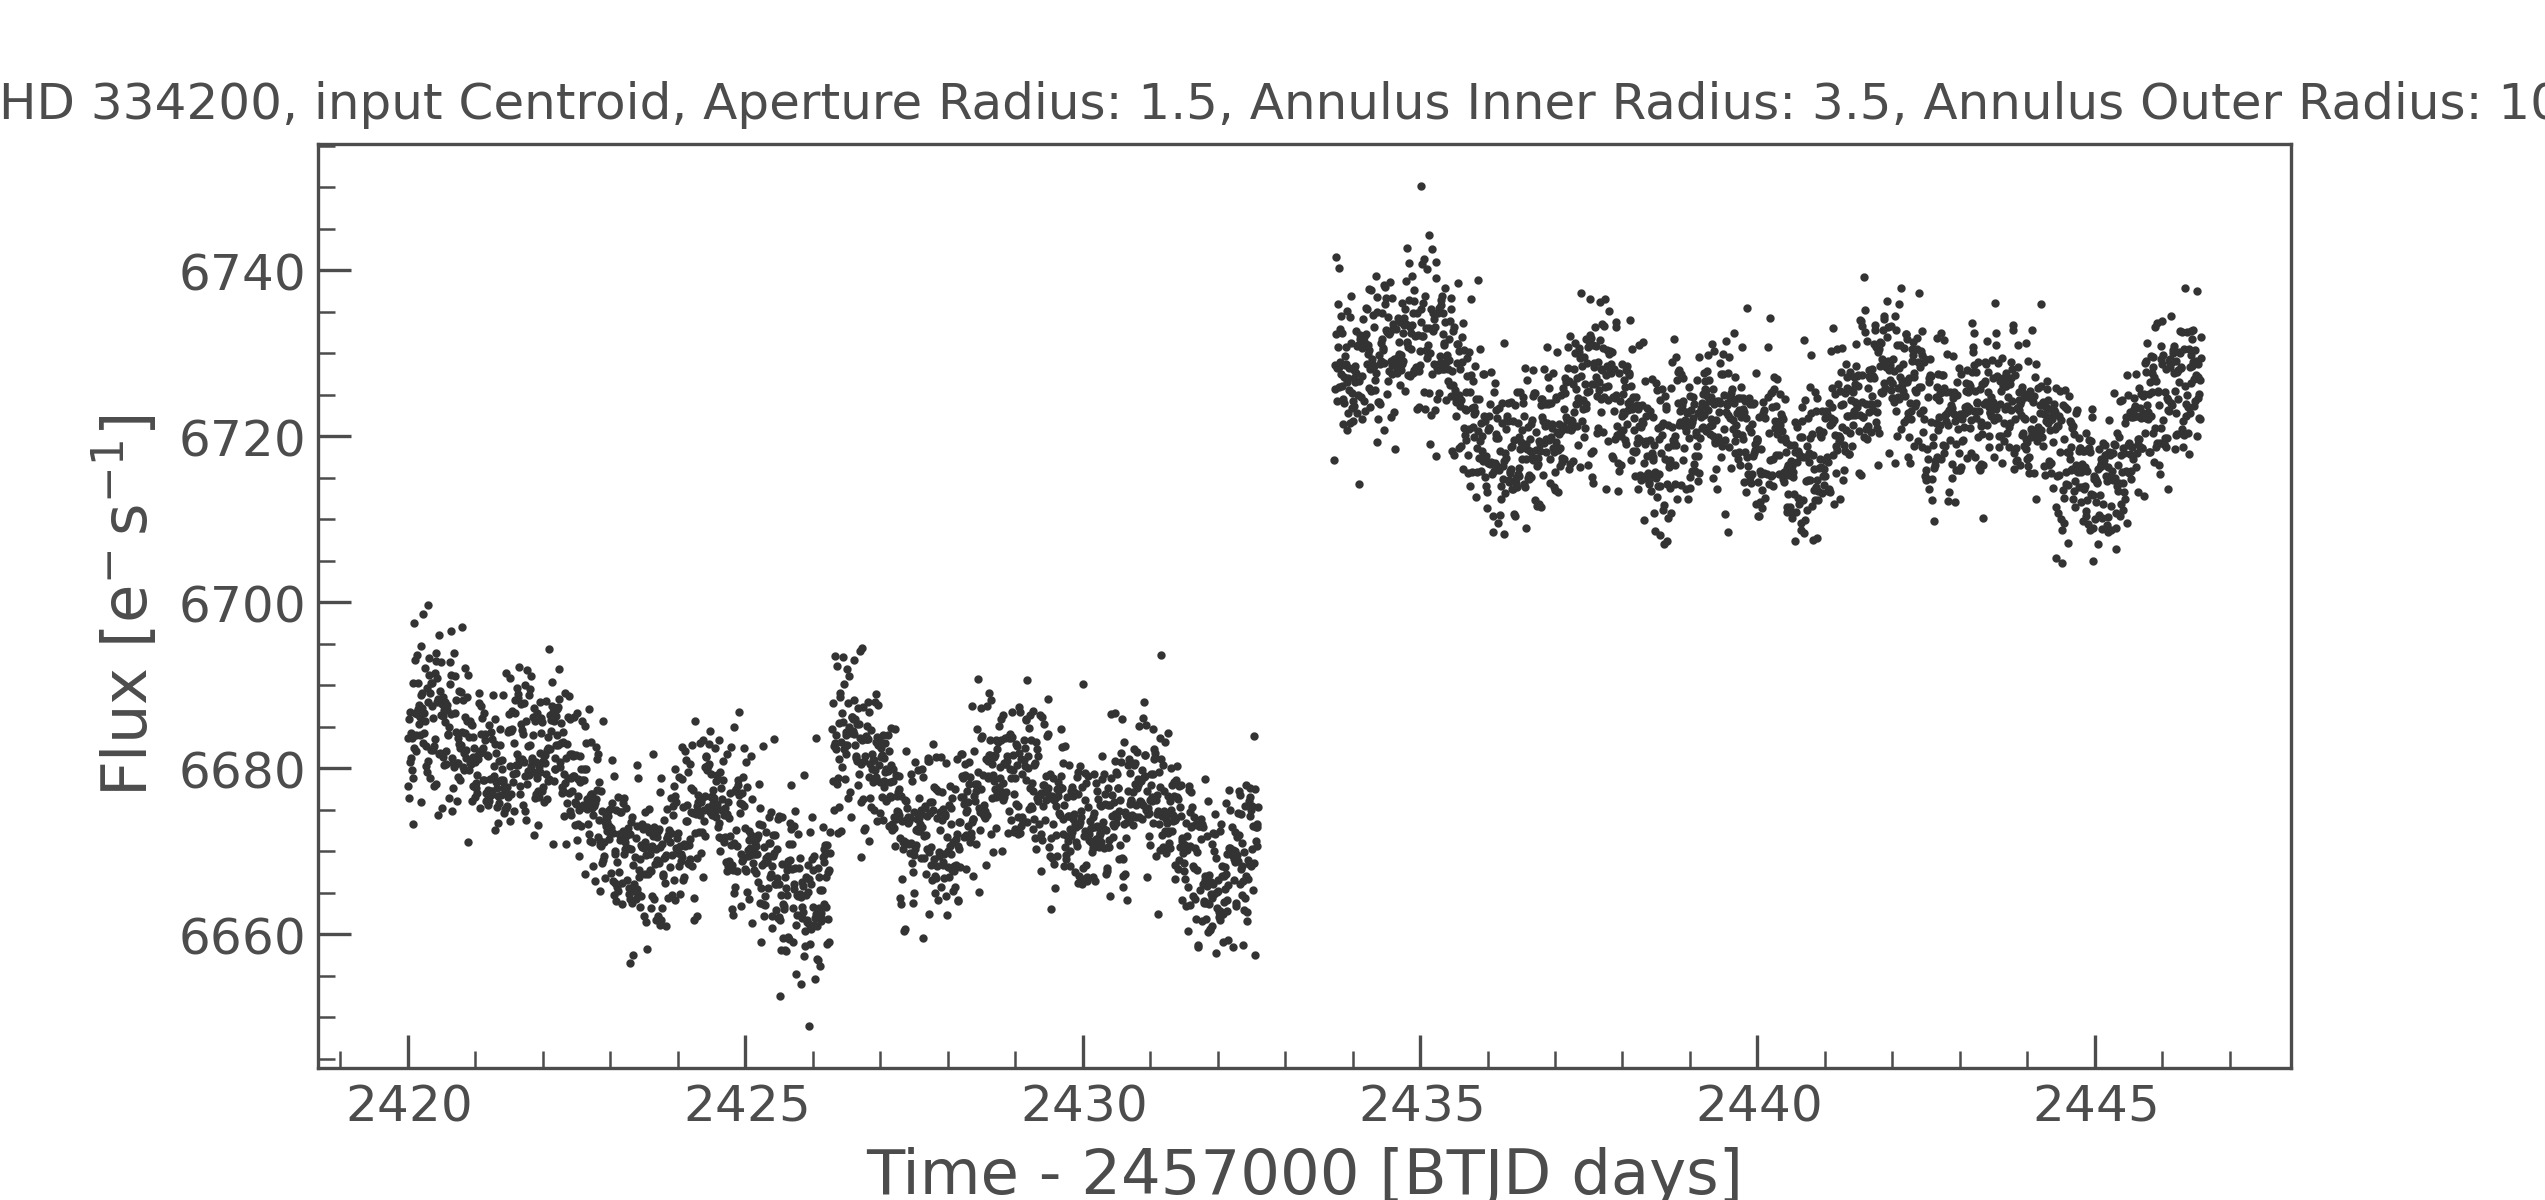 HD 334200, input Centroid, Aperture Radius: 1.5, Annulus Inner Radius: 3.5, Annulus Outer Radius: 10
Flux [e⁻ s⁻¹]
6740
6720
6700
6680
6660
2420 2425 2430 2435 2440 2445
Time - 2457000 [BTJD days]